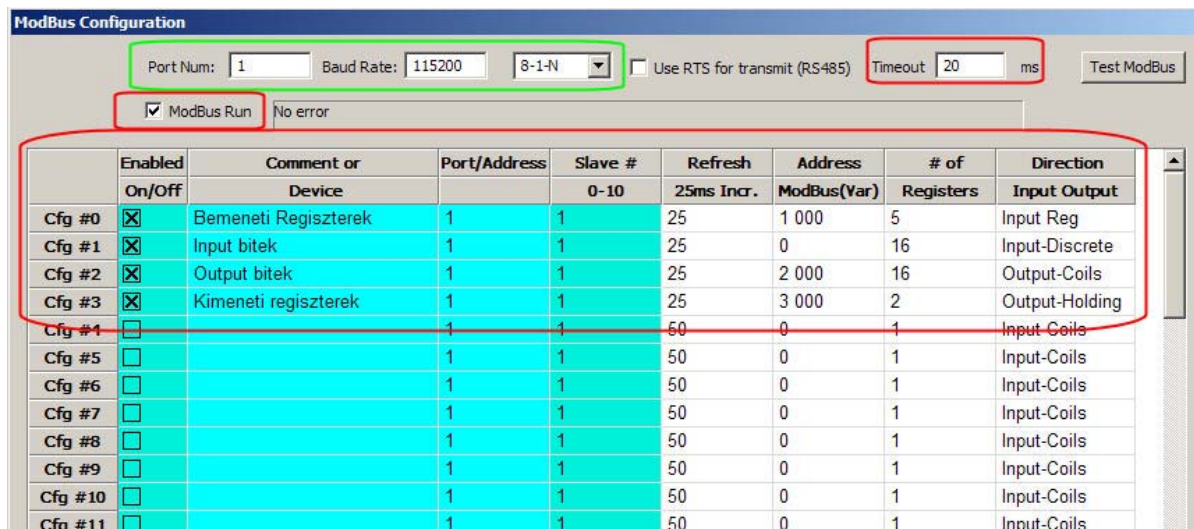 ModBus Configuration
Port Num: 1 Baud Rate: 115200 8-1-N Use RTS for transmit (RS485) Timeout 20 ms Test ModBus
ModBus Run No error
Enabled Comment or Port/Address Slave # Refresh Address # of Direction
On/Off Device 0-10 25ms Incr. ModBus(Var) Registers Input Output
Cfg #0 Bemeneti Regiszterek 1 1 25 1 000 5 Input Reg
Cfg #1 Input bitek 1 1 25 0 16 Input-Discrete
Cfg #2 Output bitek 1 1 25 2 000 16 Output-Coils
Cfg #3 Kimeneti regiszterek 1 1 25 3 000 2 Output-Holding
Cfg #4 1 1 50 0 1 Input-Coils
Cfg #5 1 1 50 0 1 Input-Coils
Cfg #6 1 1 50 0 1 Input-Coils
Cfg #7 1 1 50 0 1 Input-Coils
Cfg #8 1 1 50 0 1 Input-Coils
Cfg #9 1 1 50 0 1 Input-Coils
Cfg #10 1 1 50 0 1 Input-Coils
Cfg #11 1 1 50 0 1 Input-Coils